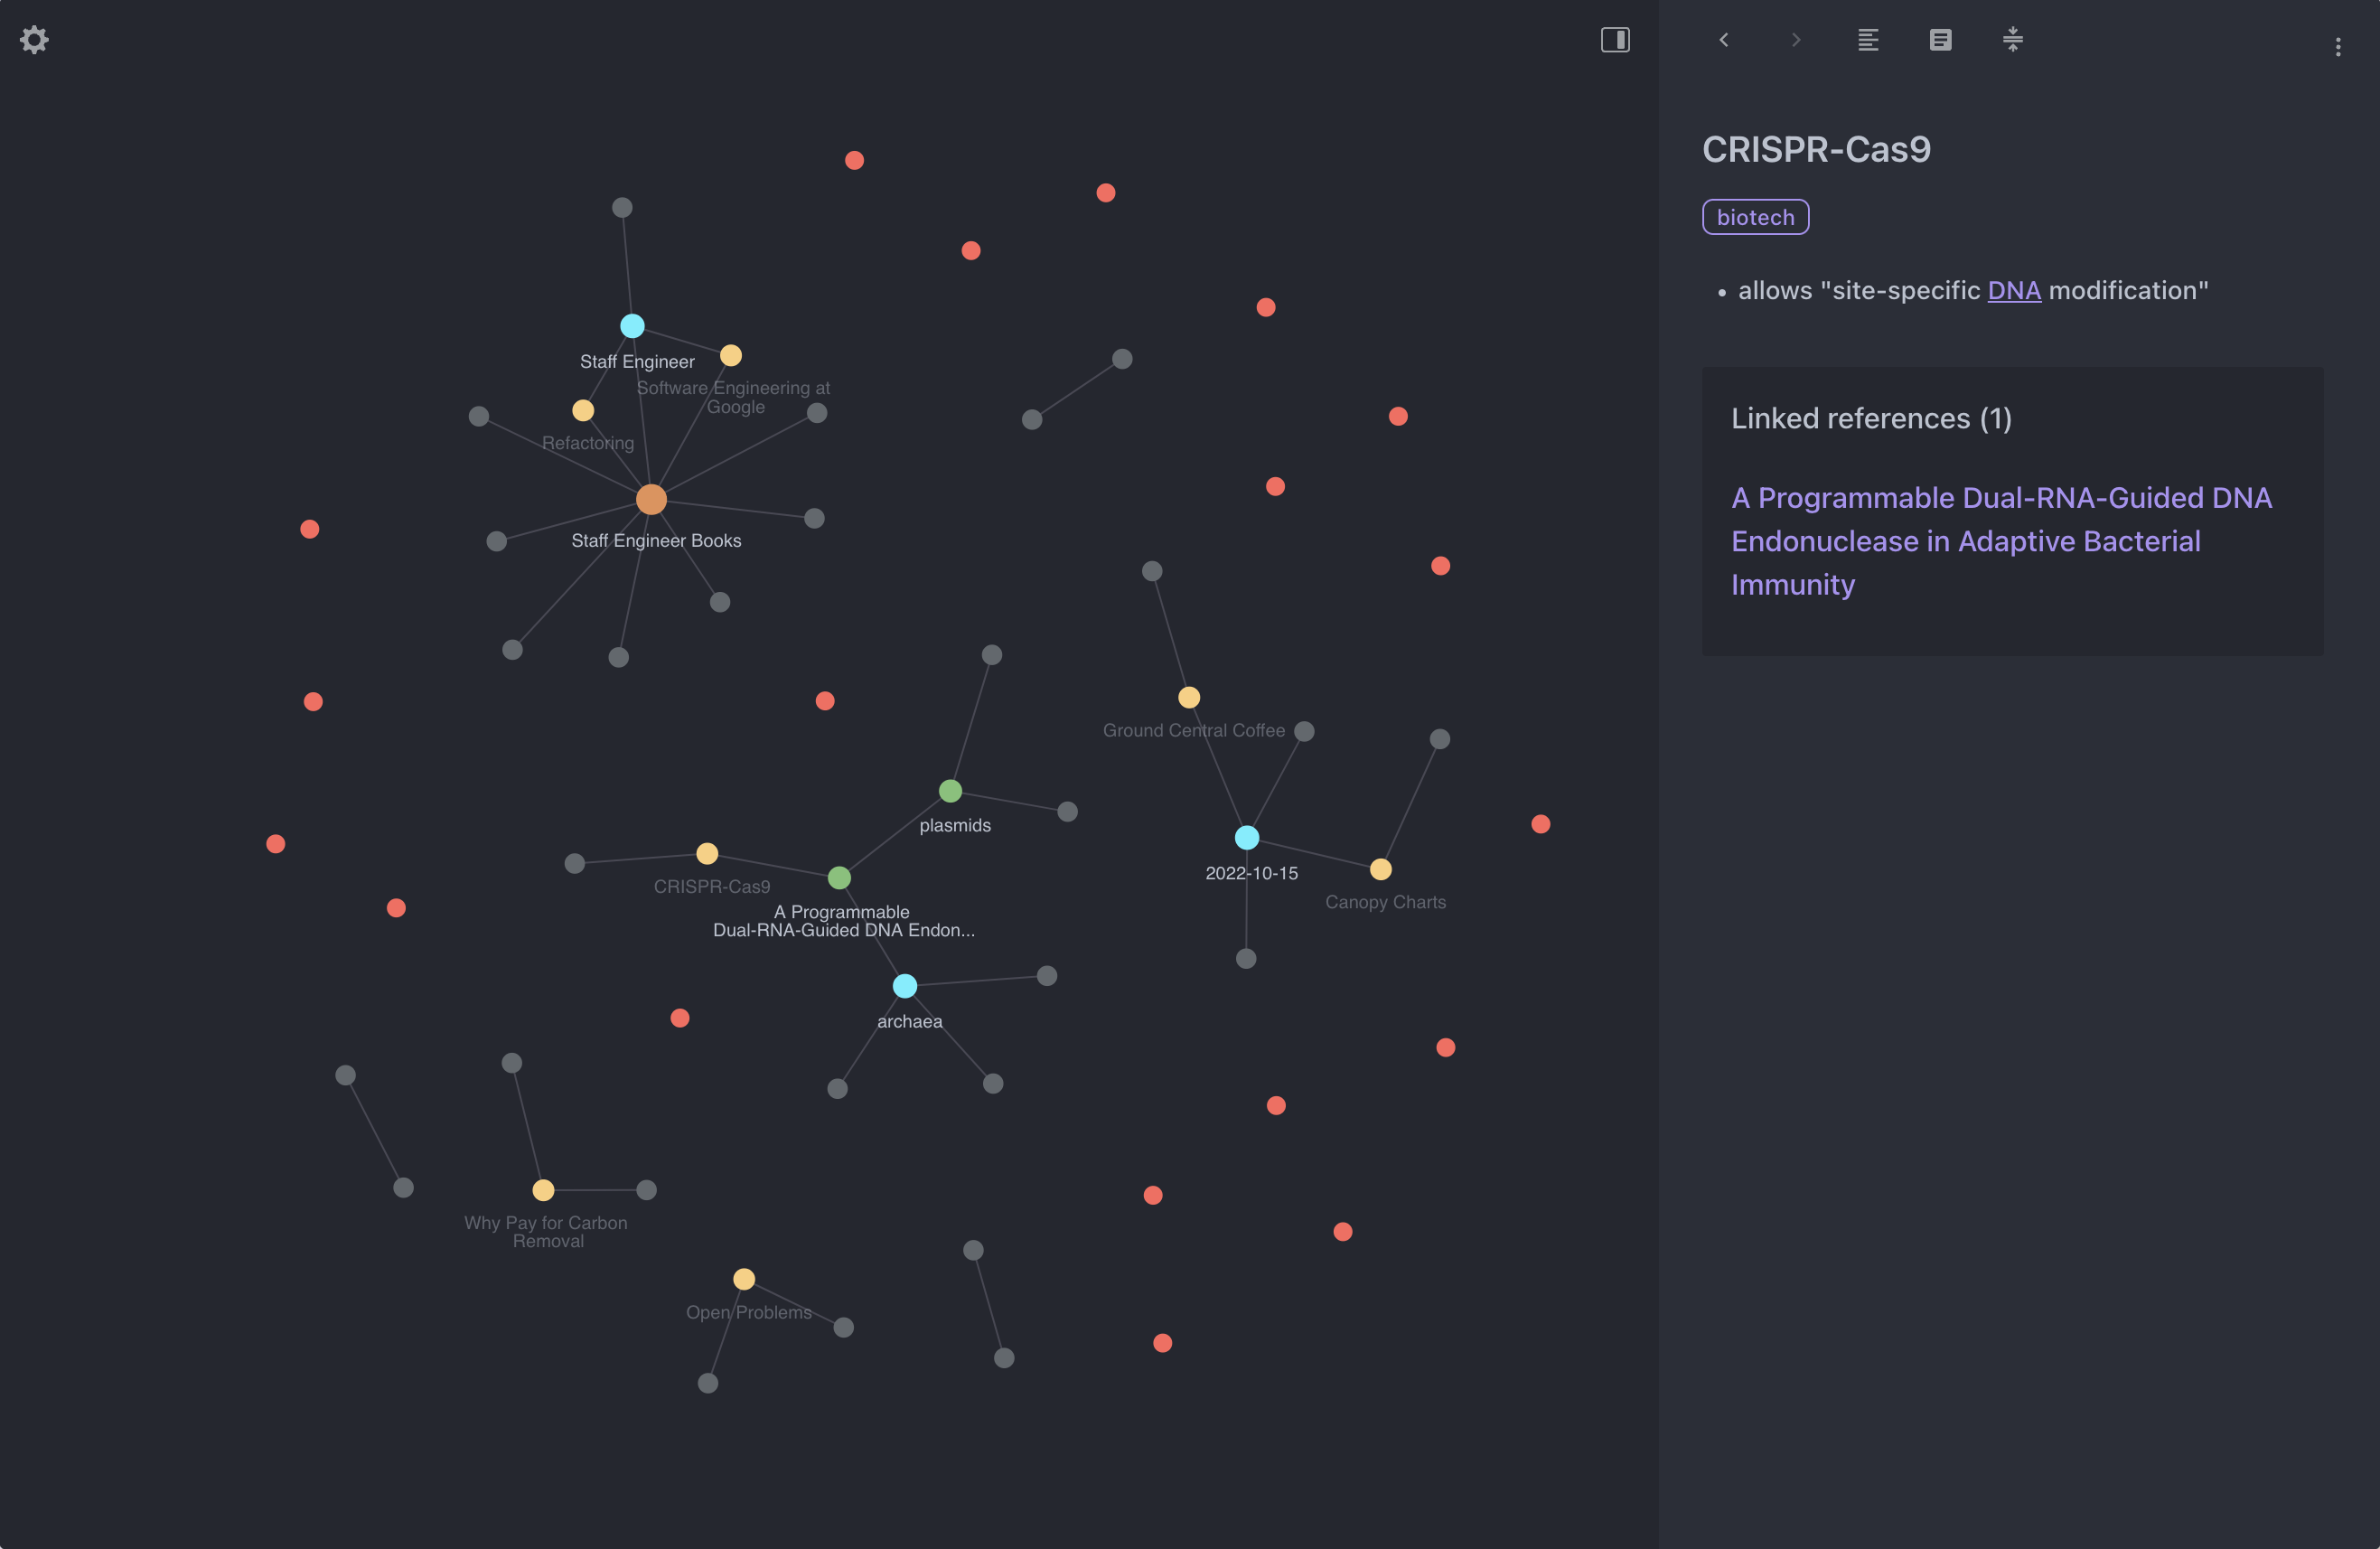 Staff Engineer
Software Engineering at
Google
Refactoring
Staff Engineer Books
Ground Central Coffee
plasmids
CRISPR-Cas9
2022-10-15
Canopy Charts
A Programmable
Dual-RNA-Guided DNA Endon...
archaea
Why Pay for Carbon
Removal
Open Problems
CRISPR-Cas9
biotech
• allows "site-specific DNA modification"
Linked references (1)
A Programmable Dual-RNA-Guided DNA
Endonuclease in Adaptive Bacterial
Immunity